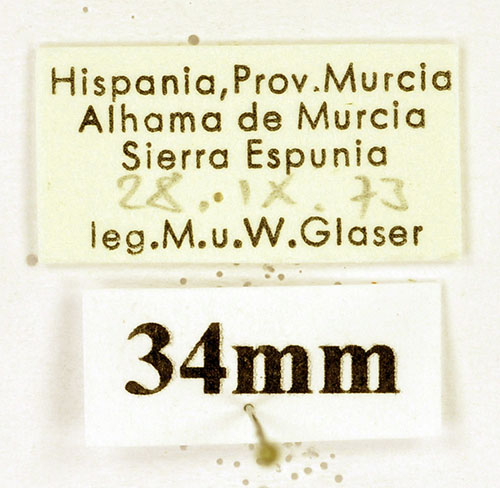 Hispania, Prov. Murcia
Alhama de Murcia
Sierra Espunia
28. IX. 73
leg. M. u. W. Glaser
34mm